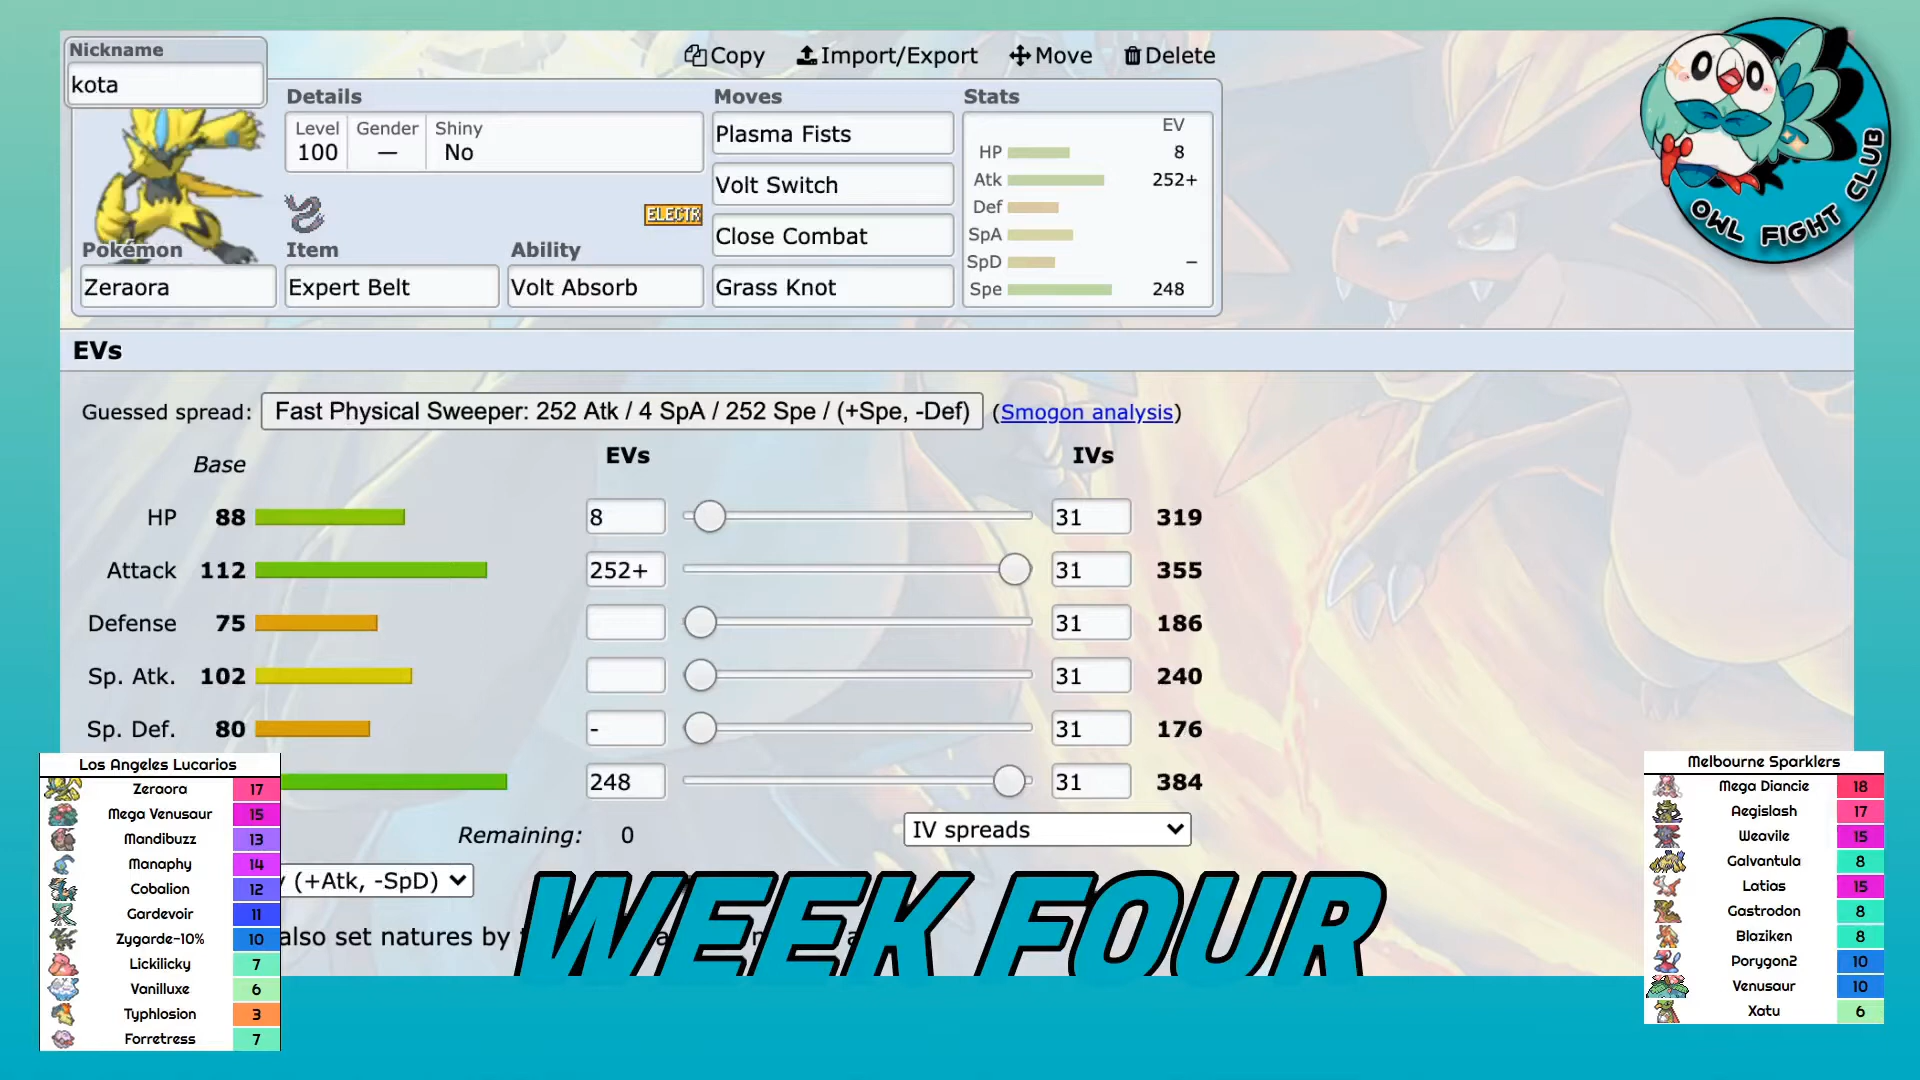 Nickname
kota
Copy Import/Export Move Delete
Details
Level Gender Shiny
100 — No
ELECTR
Pokémon Item Ability
Zeraora Expert Belt Volt Absorb
Moves
Plasma Fists
Volt Switch
Close Combat
Grass Knot
Stats
EV
HP 8
Atk 252+
Def
SpA
SpD –
Spe 248
OWL FIGHT CLUB
EVs
Guessed spread: Fast Physical Sweeper: 252 Atk / 4 SpA / 252 Spe / (+Spe, -Def) (Smogon analysis)
Base EVs IVs
HP 88 8 31 319
Attack 112 252+ 31 355
Defense 75 31 186
Sp. Atk. 102 31 240
Sp. Def. 80 - 31 176
248 31 384
Remaining: 0 IV spreads
(+Atk, -SpD)
also set natures by
WEEK FOUR
Los Angeles Lucarios
Zeraora 17
Mega Venusaur 15
Mandibuzz 13
Manaphy 14
Cobalion 12
Gardevoir 11
Zygarde-10% 10
Lickilicky 7
Vanilluxe 6
Typhlosion 3
Forretress 7
Melbourne Sparklers
Mega Diancie 18
Aegislash 17
Weavile 15
Galvantula 8
Latias 15
Gastrodon 8
Blaziken 8
Porygon2 10
Venusaur 10
Xatu 6